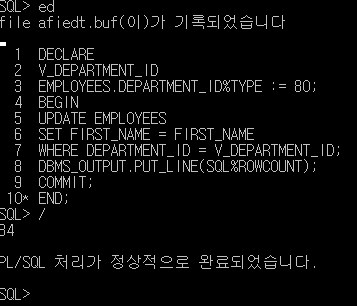 SQL> ed
file afiedt.buf(이)가 기록되었습니다
1 DECLARE
2 V_DEPARTMENT_ID
3 EMPLOYEES.DEPARTMENT_ID%TYPE := 80;
4 BEGIN
5 UPDATE EMPLOYEES
6 SET FIRST_NAME = FIRST_NAME
7 WHERE DEPARTMENT_ID = V_DEPARTMENT_ID;
8 DBMS_OUTPUT.PUT_LINE(SQL%ROWCOUNT);
9 COMMIT;
10* END;
SQL> /
34
PL/SQL 처리가 정상적으로 완료되었습니다.
SQL>